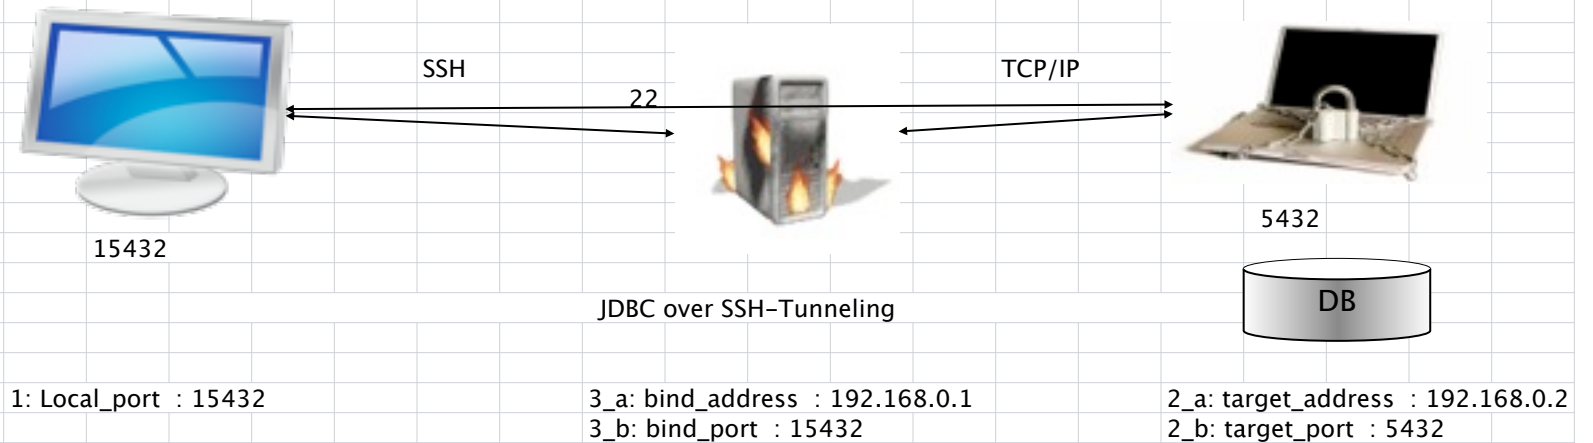 SSH
TCP/IP
22
5432
15432
DB
JDBC over SSH-Tunneling
1: Local_port : 15432
3_a: bind_address : 192.168.0.1
2_a: target_address : 192.168.0.2
3_b: bind_port : 15432
2_b: target_port : 5432